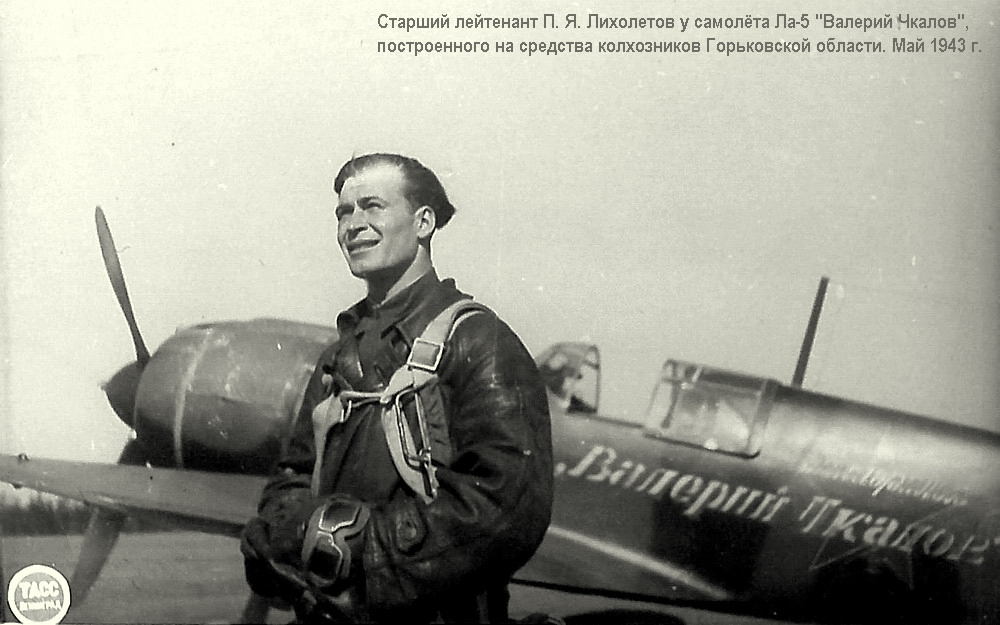 Старший лейтенант П. Я. Лихолетов у самолёта Ла-5 "Валерий Чкалов",
построенного на средства колхозников Горьковской области. Май 1943 г.
Валерий Чкалов
ТАСС
ЛЕНИНГРАД